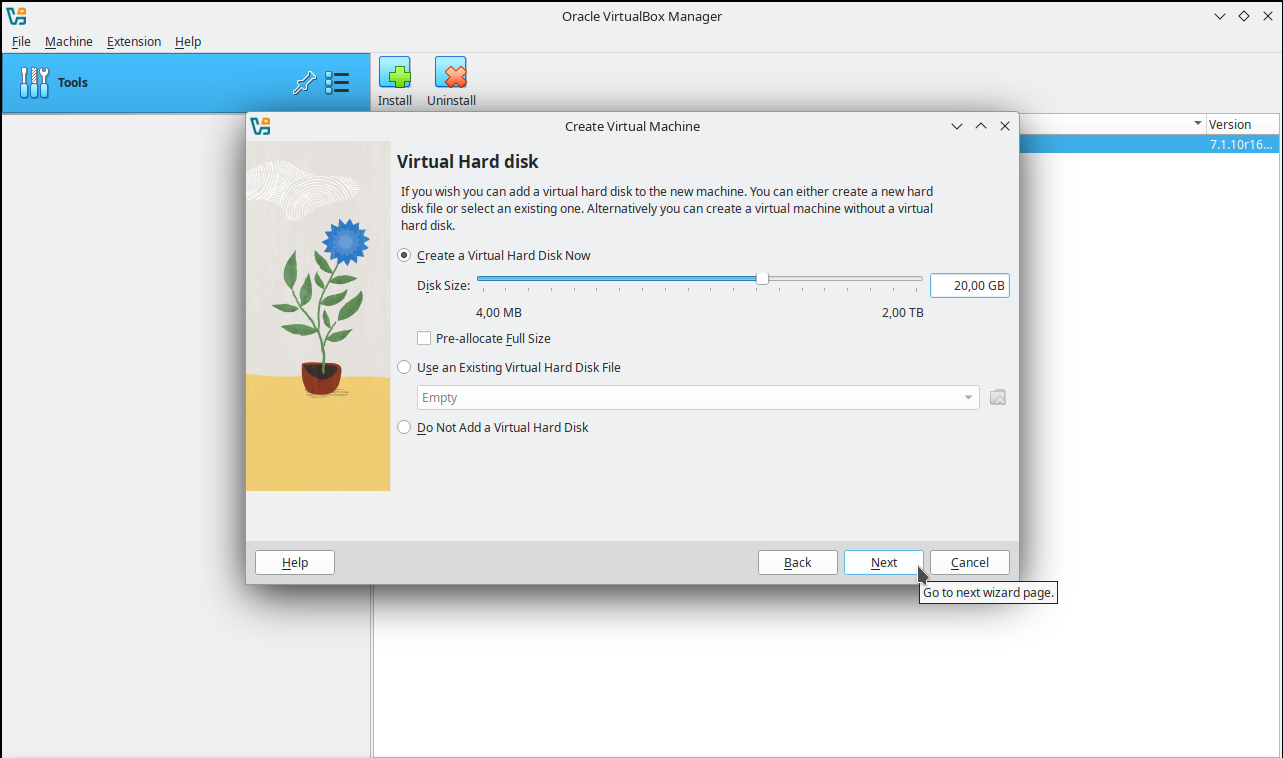 Oracle VirtualBox Manager
File Machine Extension Help
Tools
Install Uninstall
Version
7.1.10r16...
Create Virtual Machine
Virtual Hard disk
If you wish you can add a virtual hard disk to the new machine. You can either create a new hard
disk file or select an existing one. Alternatively you can create a virtual machine without a virtual
hard disk.
Create a Virtual Hard Disk Now
Disk Size: 20,00 GB
4,00 MB 2,00 TB
Pre-allocate Full Size
Use an Existing Virtual Hard Disk File
Empty
Do Not Add a Virtual Hard Disk
Help Back Next Cancel
Go to next wizard page.